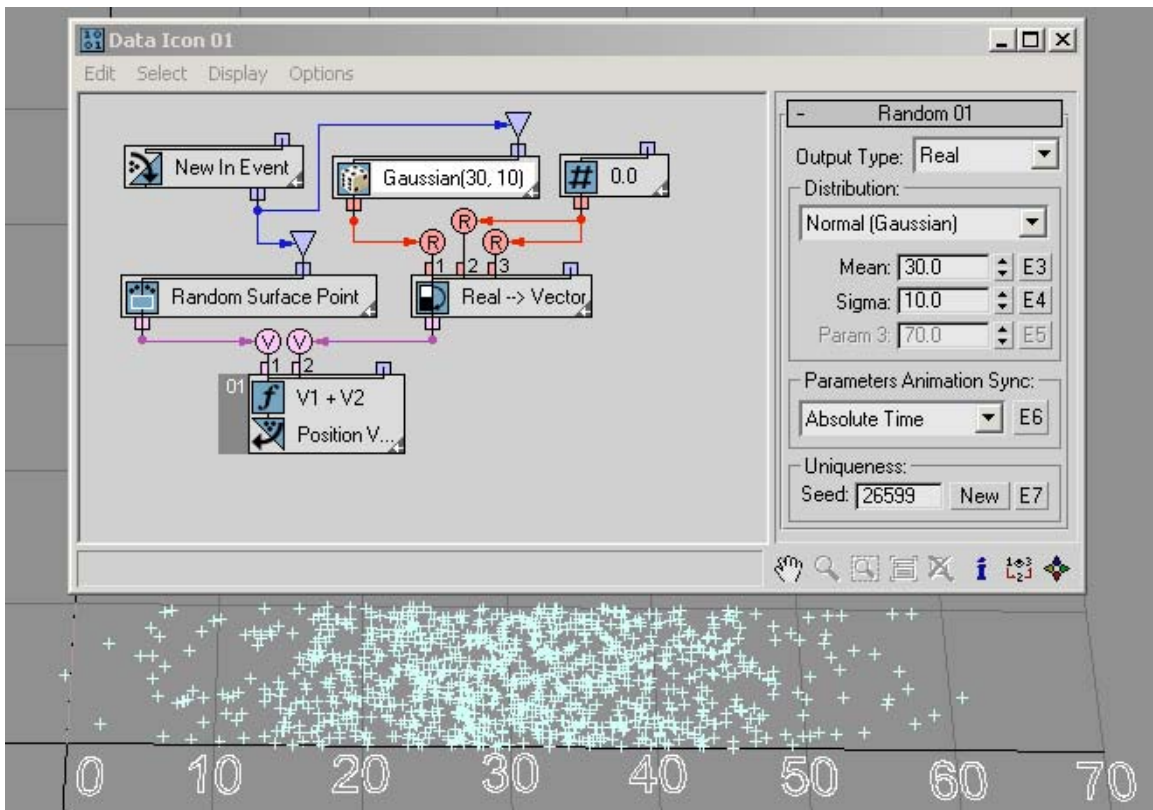 Data Icon 01
Edit Select Display Options
New In Event
Gaussian(30, 10)
0.0
R
R R
1 2 3
Random Surface Point
Real --> Vector
V V
1 2
01
V1 + V2
Position V...
- Random 01
Output Type: Real
Distribution:
Normal (Gaussian)
Mean: 30.0 E3
Sigma: 10.0 E4
Param 3: 70.0 E5
Parameters Animation Sync:
Absolute Time E6
Uniqueness:
Seed: 26599 New E7
0 10 20 30 40 50 60 70